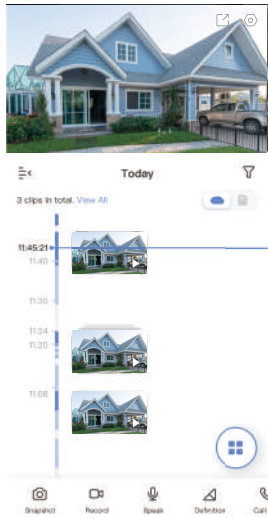 Today
3 clips in total. View All
11:45:21
11:40
11:30
11:24
11:20
11:06
Snapshot
Record
Speak
Definition
Call